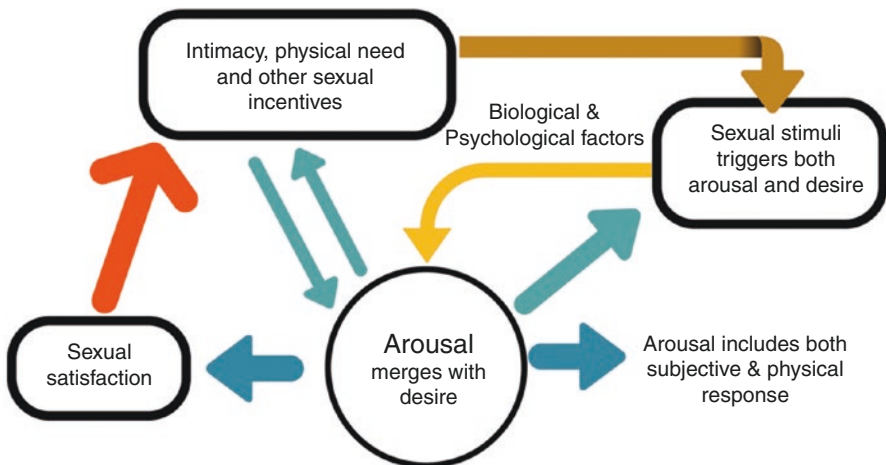 Intimacy, physical need
and other sexual
incentives
Biological &
Psychological factors
Sexual stimuli
triggers both
arousal and desire
Sexual
satisfaction
Arousal
merges with
desire
Arousal includes both
subjective & physical
response